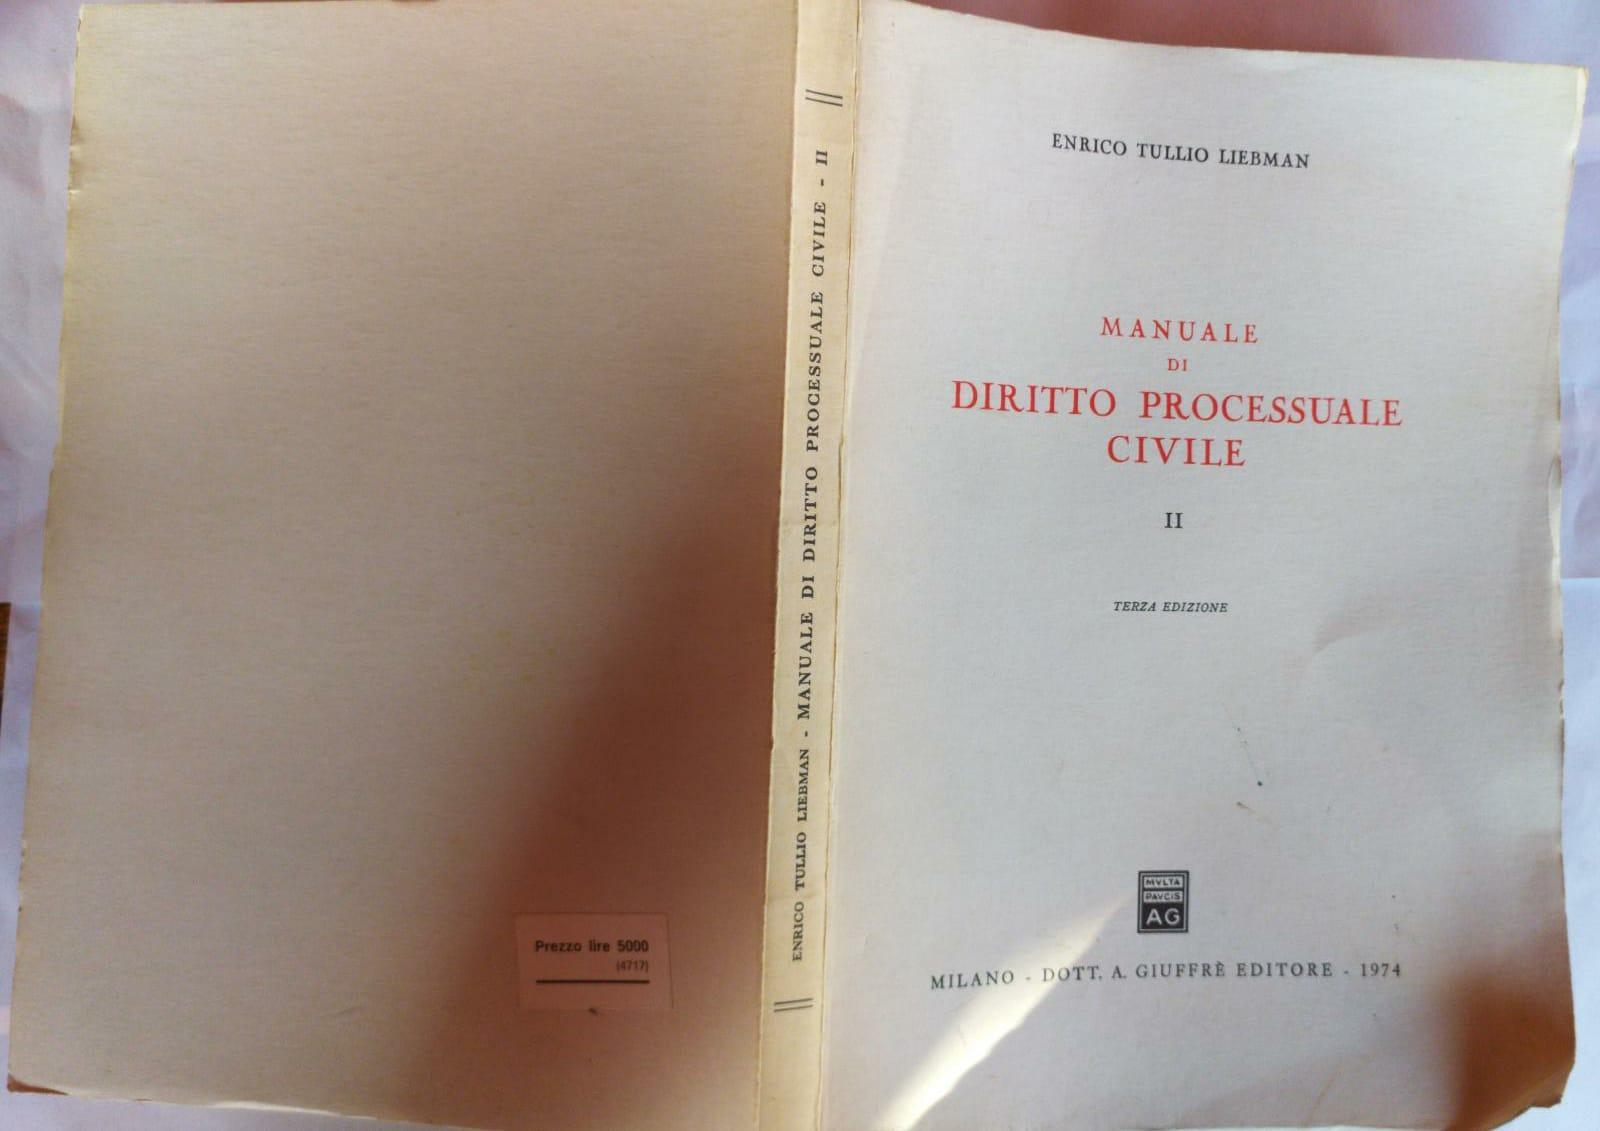 ENRICO TULLIO LIEBMAN
MANUALE
DI
DIRITTO PROCESSUALE
CIVILE
II
TERZA EDIZIONE
MVLTA
PAVCIS
AG
MILANO - DOTT. A. GIUFFRÈ EDITORE - 1974
ENRICO TULLIO LIEBMAN - MANUALE DI DIRITTO PROCESSUALE CIVILE - II
Prezzo lire 5000
(4717)